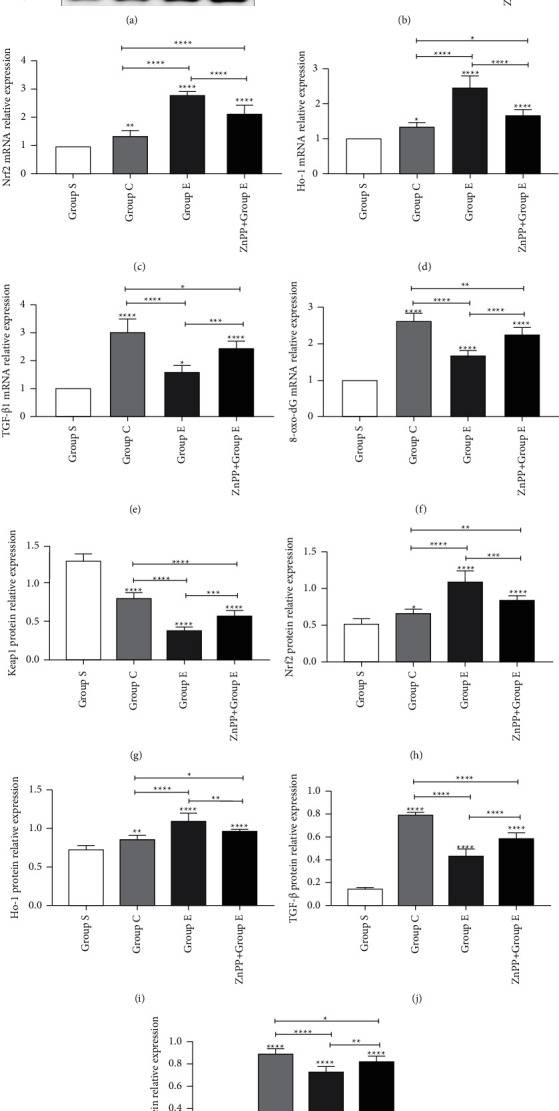 (a)
(b)
Nrf2 mRNA relative expression
4
3
2
1
0
****
****
****
**
****
****
Group S
Group C
Group E
ZnPP+Group E
(c)
Ho-1 mRNA relative expression
3
2
1
0
*
****
****
*
****
****
Group S
Group C
Group E
ZnPP+Group E
(d)
TGF-β1 mRNA relative expression
4
3
2
1
0
*
****
***
****
*
****
Group S
Group C
Group E
ZnPP+Group E
(e)
8-oxo-dG mRNA relative expression
3
2
1
0
**
****
****
****
****
****
Group S
Group C
Group E
ZnPP+Group E
(f)
Keap1 protein relative expression
1.5
1.0
0.5
0.0
****
****
***
****
****
****
Group S
Group C
Group E
ZnPP+Group E
(g)
Nrf2 protein relative expression
1.5
1.0
0.5
0.0
**
****
***
*
****
****
Group S
Group C
Group E
ZnPP+Group E
(h)
Ho-1 protein relative expression
1.5
1.0
0.5
0.0
*
****
**
**
****
****
Group S
Group C
Group E
ZnPP+Group E
(i)
TGF-β protein relative expression
1.0
0.8
0.6
0.4
0.2
0.0
****
****
****
****
****
****
Group S
Group C
Group E
ZnPP+Group E
(j)
relative expression
1.0
0.8
0.6
0.4
*
****
**
****
****
****